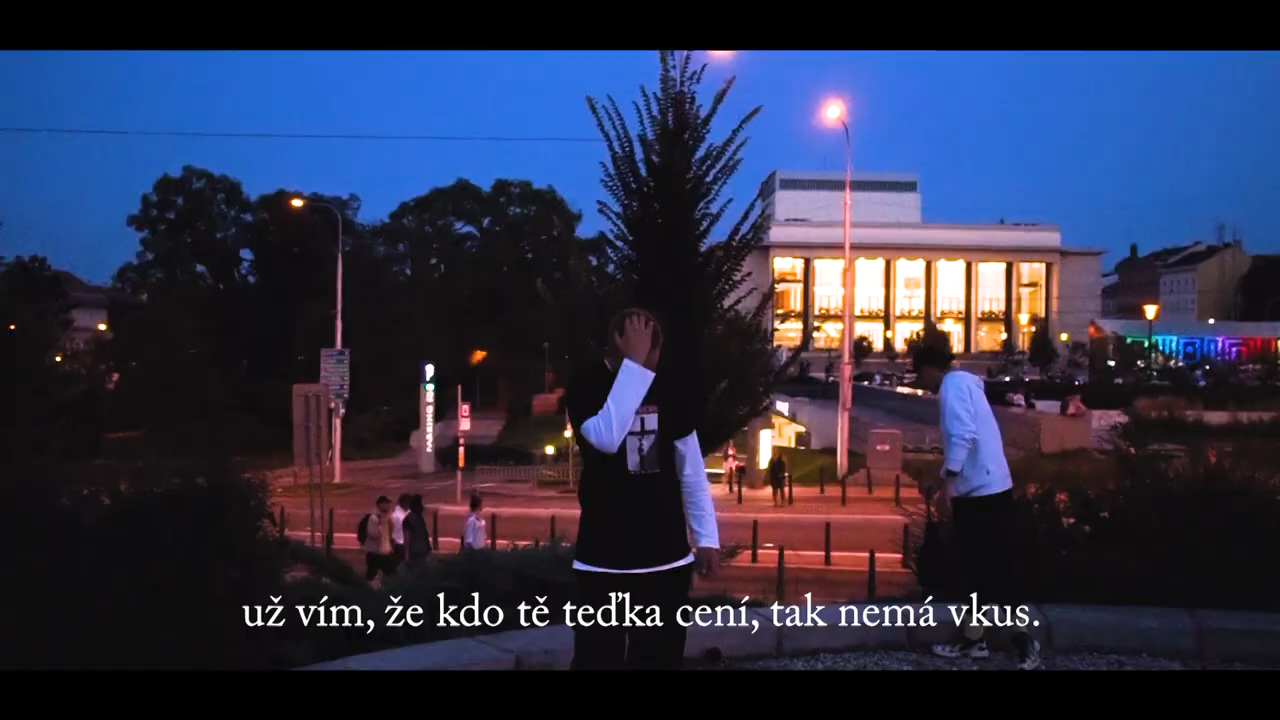 už vím, že kdo tě teďka cení, tak nemá vkus.